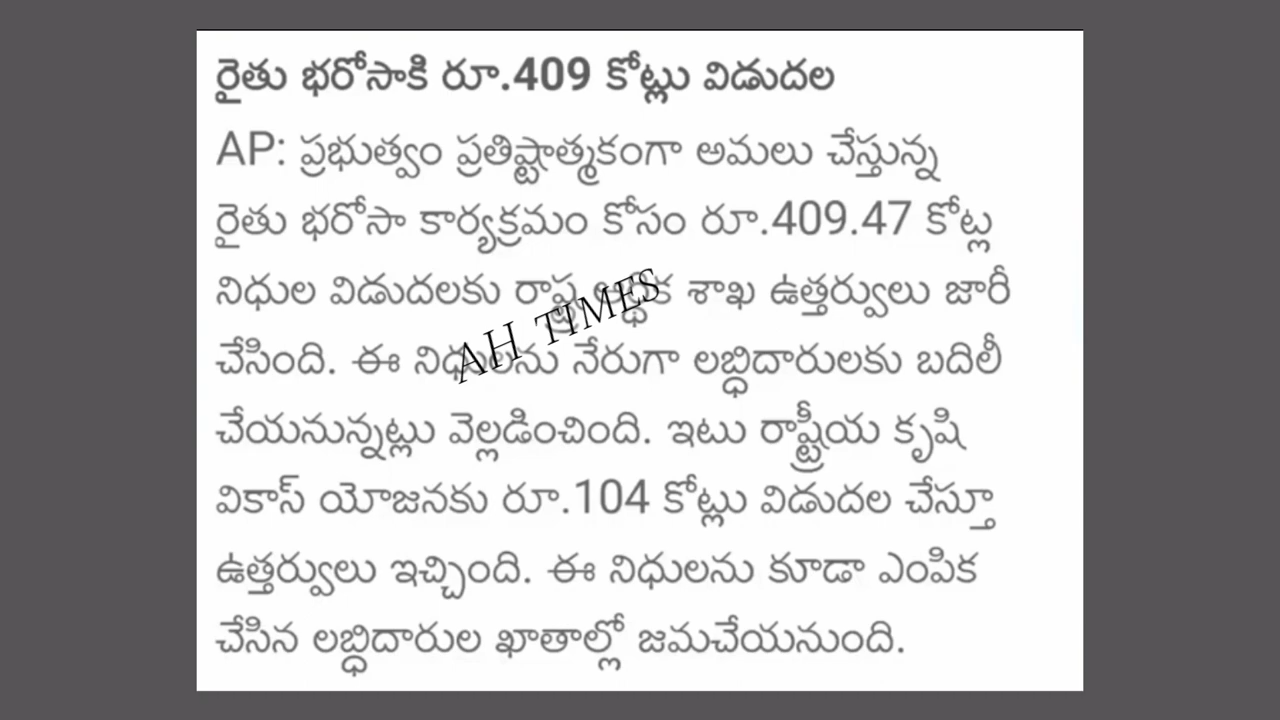 రైతు భరోసాకి రూ.409 కోట్లు విడుదల
AP: ప్రభుత్వం ప్రతిష్టాత్మకంగా అమలు చేస్తున్న
రైతు భరోసా కార్యక్రమం కోసం రూ.409.47 కోట్ల
నిధుల విడుదలకు రాష్ట్ర ఆర్థిక శాఖ ఉత్తర్వులు జారీ
చేసింది. ఈ నిధులను నేరుగా లబ్ధిదారులకు బదిలీ
చేయనున్నట్లు వెల్లడించింది. ఇటు రాష్ట్రీయ కృషి
వికాస్ యోజనకు రూ.104 కోట్లు విడుదల చేస్తూ
ఉత్తర్వులు ఇచ్చింది. ఈ నిధులను కూడా ఎంపిక
చేసిన లబ్ధిదారుల ఖాతాల్లో జమచేయనుంది.
AH TIMES